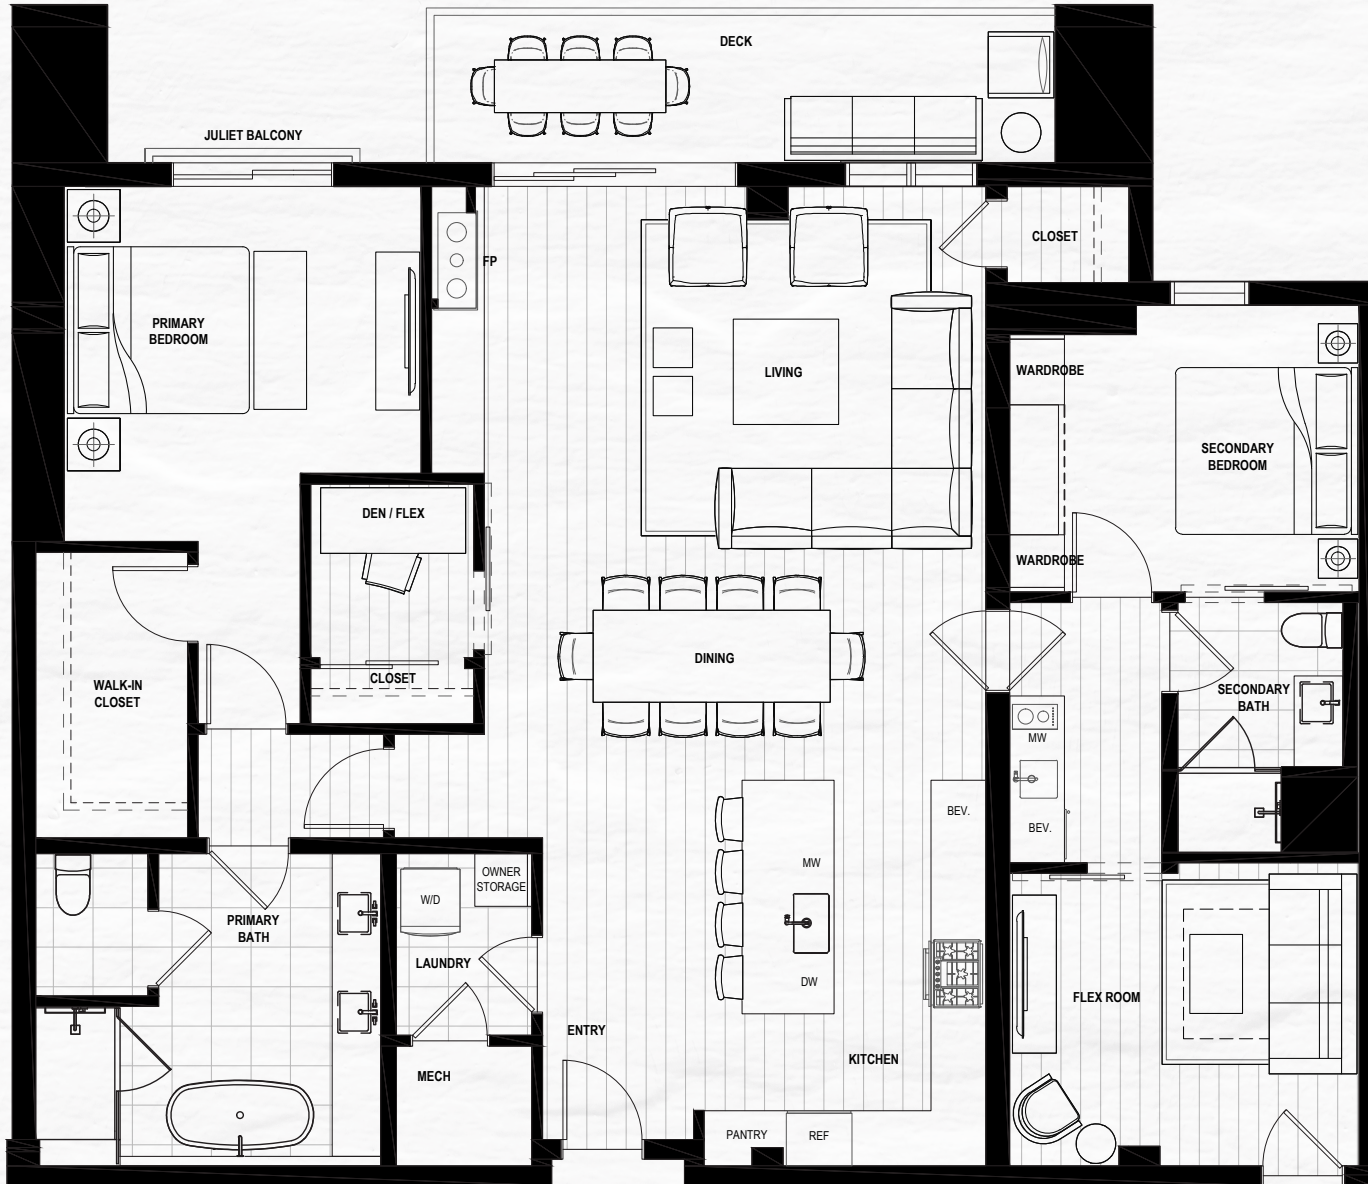 DECK
JULIET BALCONY
CLOSET
FP
PRIMARY
BEDROOM
LIVING
WARDROBE
SECONDARY
BEDROOM
DEN / FLEX
WARDROBE
DINING
CLOSET
WALK-IN
CLOSET
SECONDARY
BATH
MW
BEV.
BEV.
MW
OWNER
STORAGE
W/D
PRIMARY
BATH
LAUNDRY
DW
FLEX ROOM
ENTRY
KITCHEN
MECH
PANTRY
REF